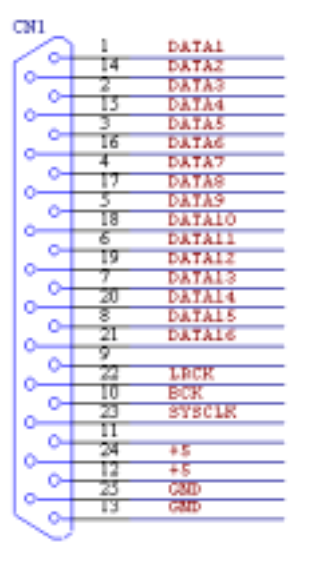 CN1
1 DATA1
14 DATA2
2 DATA3
15 DATA4
3 DATA5
16 DATA6
4 DATA7
17 DATA8
5 DATA9
18 DATA10
6 DATA11
19 DATA12
7 DATA13
20 DATA14
8 DATA15
21 DATA16
9
22 LRCK
10 BCK
23 SYSCLK
11
24 +5
12 +5
25 GND
13 GND